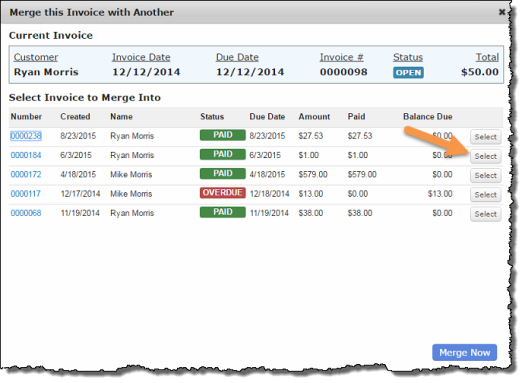 Merge this Invoice with Another
Current Invoice
Customer Invoice Date Due Date Invoice # Status Total
Ryan Morris 12/12/2014 12/12/2014 0000098 OPEN $50.00
Select Invoice to Merge Into
Number Created Name Status Due Date Amount Paid Balance Due
0000238 8/23/2015 Ryan Morris PAID 8/23/2015 $27.53 $27.53 $0.00 Select
0000184 6/3/2015 Ryan Morris PAID 6/3/2015 $1.00 $1.00 Select
0000172 4/18/2015 Mike Morris PAID 4/18/2015 $579.00 $579.00 $0.00 Select
0000117 12/17/2014 Mike Morris OVERDUE 12/18/2014 $13.00 $0.00 $13.00 Select
0000068 11/19/2014 Ryan Morris PAID 11/19/2014 $38.00 $38.00 $0.00 Select
Merge Now